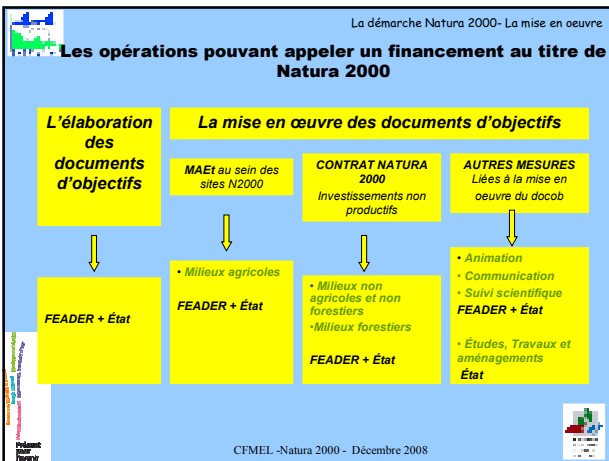 La démarche Natura 2000- La mise en oeuvre
Les opérations pouvant appeler un financement au titre de
Natura 2000
L'élaboration
des
documents
d'objectifs
La mise en œuvre des documents d'objectifs
MAEt au sein des
sites N2000
CONTRAT NATURA
2000
Investissements non
productifs
AUTRES MESURES
Liées à la mise en
oeuvre du docob
FEADER + État
• Milieux agricoles
FEADER + État
• Milieux non
agricoles et non
forestiers
•Milieux forestiers
FEADER + État
• Animation
• Communication
• Suivi scientifique
FEADER + État
• Études, Travaux et
aménagements
État
Présent
pour
l'avenir
CFMEL -Natura 2000 - Décembre 2008